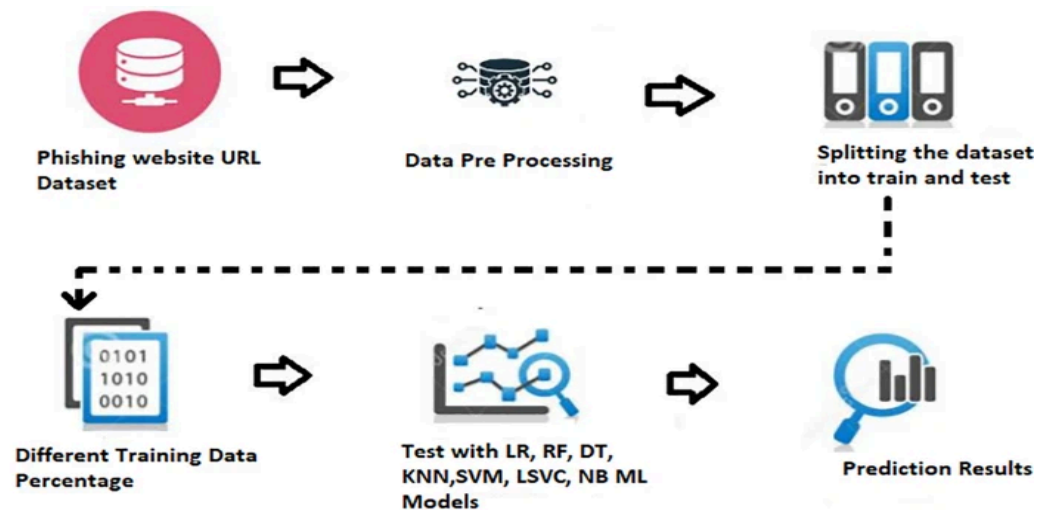 Phishing website URL
Dataset
Data Pre Processing
Splitting the dataset
into train and test
0101
1010
0010
Different Training Data
Percentage
Test with LR, RF, DT,
KNN,SVM, LSVC, NB ML
Models
Prediction Results